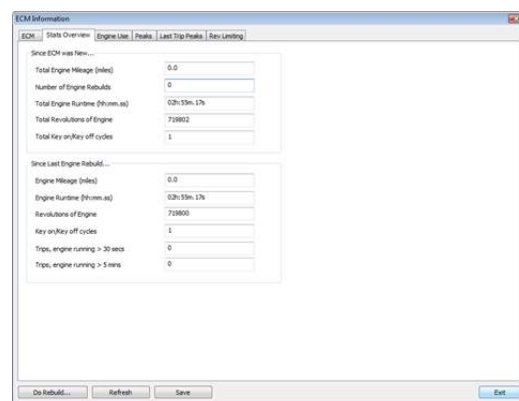 ECM Information
ECM Stats Overview Engine Use Peaks Last Trip Peaks Rev Limiting
Since ECM was New...
Total Engine Mileage (miles) 0.0
Number of Engine Rebuilds 0
Total Engine Runtime (hh:mm.ss) 02h:55m.17s
Total Revolutions of Engine 719802
Total Key on/Key off cycles 1
Since Last Engine Rebuild...
Engine Mileage (miles) 0.0
Engine Runtime (hh:mm.ss) 02h:55m.17s
Revolutions of Engine 719800
Key on/Key off cycles 1
Trips, engine running > 30 secs 0
Trips, engine running > 5 mins 0
Do Rebuild... Refresh Save Exit